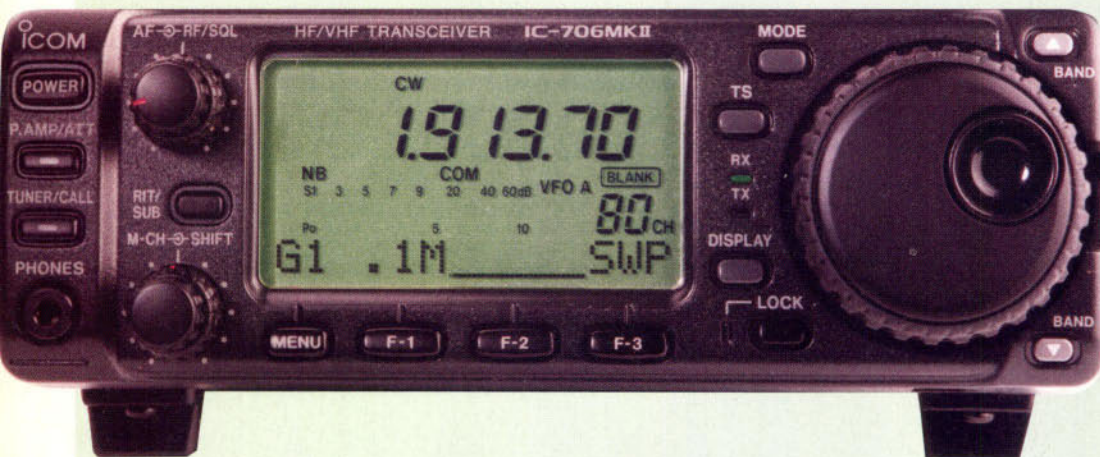 ICOM
AF RF/SQL
HF/VHF TRANSCEIVER IC-706MKII
MODE
BAND
POWER
P.AMP/ATT
TUNER/CALL
PHONES
RIT/
SUB
M-CH SHIFT
CW
1.913.70
NB COM BLANK
S1 3 5 7 9 20 40 60dB VFO A
80CH
Po 5 10
G1 .1M SWP
MENU F-1 F-2 F-3
TS
RX
TX
DISPLAY
LOCK
BAND